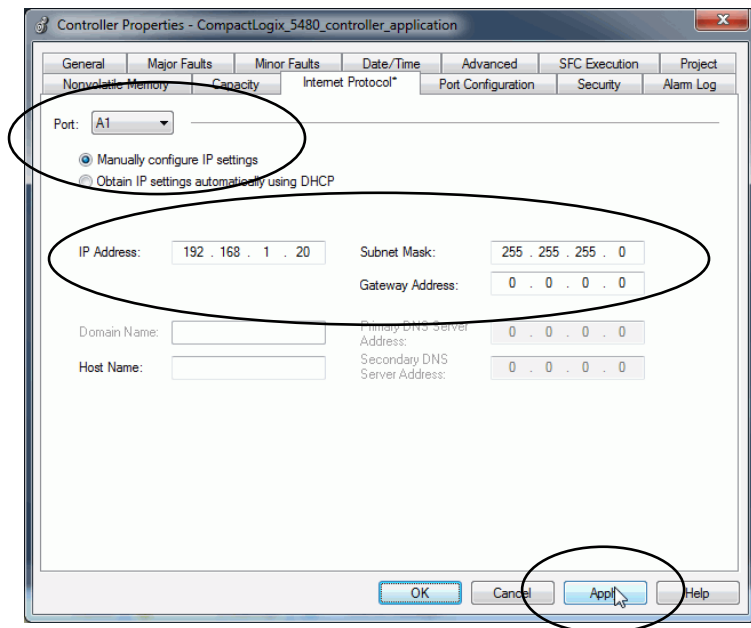 Controller Properties - CompactLogix_5480_controller_application
General Major Faults Minor Faults Date/Time Advanced SFC Execution Project
Nonvolatile Memory Capacity Internet Protocol* Port Configuration Security Alarm Log
Port: A1
Manually configure IP settings
Obtain IP settings automatically using DHCP
IP Address: 192 . 168 . 1 . 20 Subnet Mask: 255 . 255 . 255 . 0
Gateway Address: 0 . 0 . 0 . 0
Domain Name: Primary DNS Server Address: 0 . 0 . 0 . 0
Host Name: Secondary DNS Server Address: 0 . 0 . 0 . 0
OK Cancel Apply Help